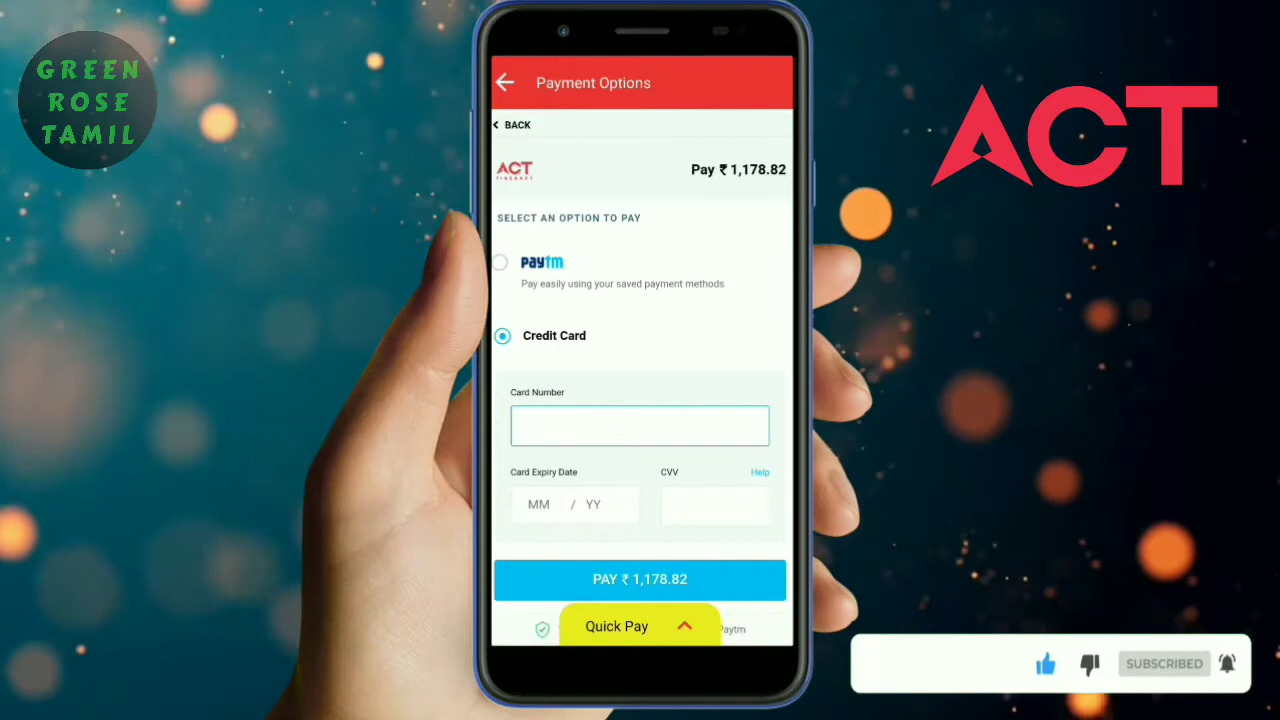 GREEN
ROSE
TAMIL
Payment Options
BACK
ACT
Pay ₹ 1,178.82
SELECT AN OPTION TO PAY
paytm
Pay easily using your saved payment methods
Credit Card
Card Number
Card Expiry Date
CVV
Help
MM / YY
PAY ₹ 1,178.82
Quick Pay
Paytm
ACT
SUBSCRIBED